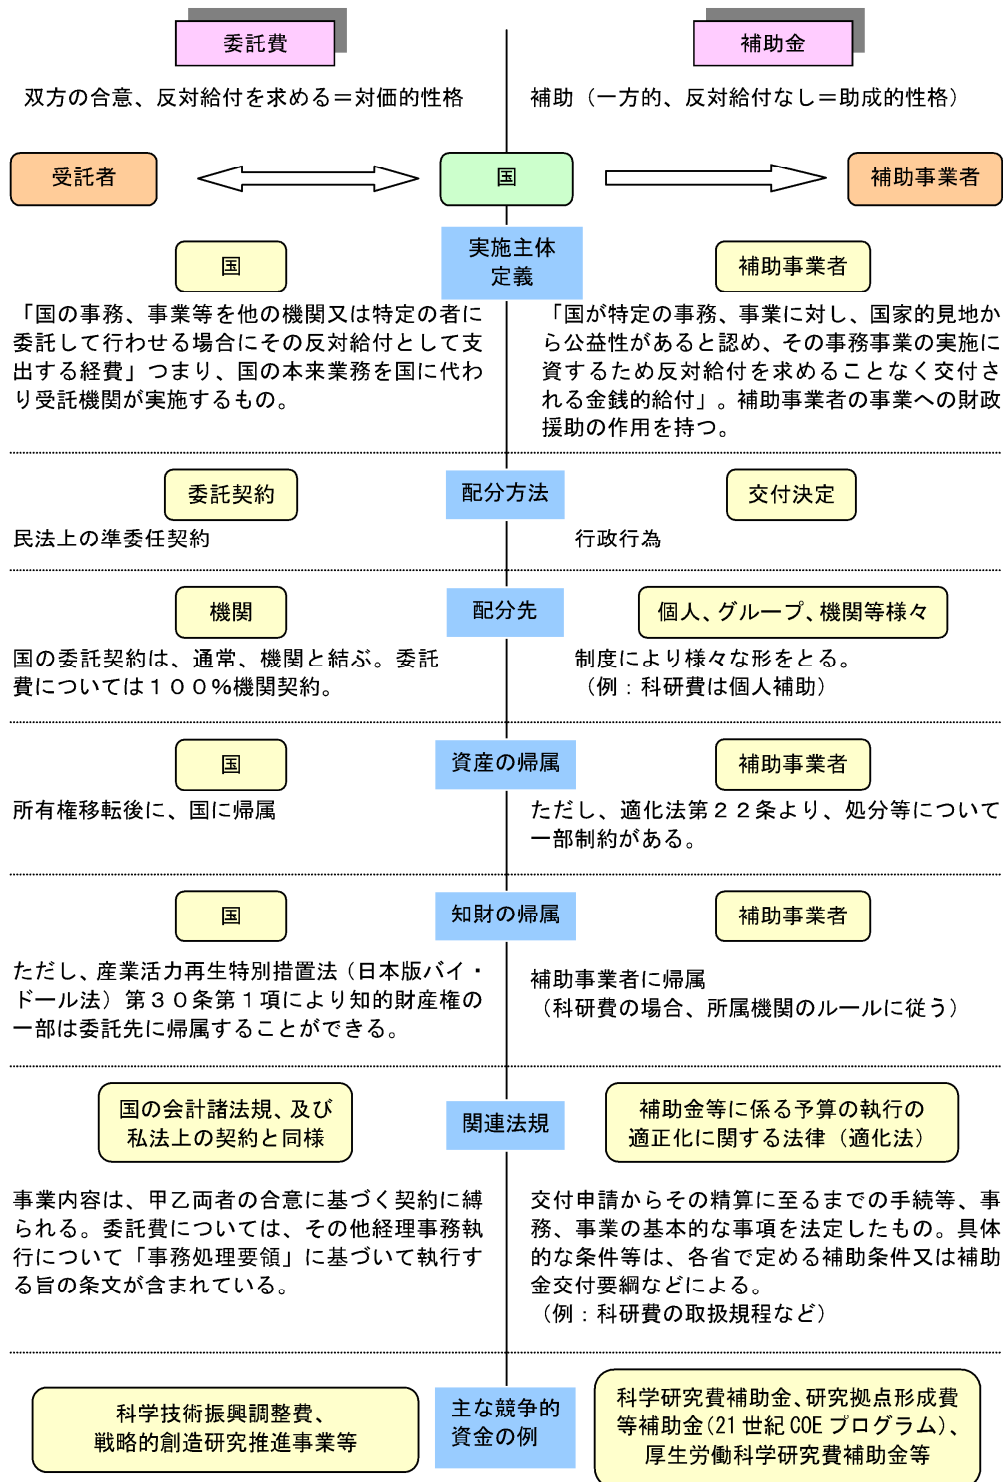 委託費
補助金
双方の合意、反対給付を求める＝対価的性格
補助（一方的、反対給付なし＝助成的性格）
受託者
国
補助事業者
実施主体
定義
国
補助事業者
「国の事務、事業等を他の機関又は特定の者に
委託して行わせる場合にその反対給付として支
出する経費」つまり、国の本来業務を国に代わ
り受託機関が実施するもの。
「国が特定の事務、事業に対し、国家的見地か
ら公益性があると認め、その事務事業の実施に
資するため反対給付を求めることなく交付さ
れる金銭的給付」。補助事業者の事業への財政
援助の作用を持つ。
委託契約
配分方法
交付決定
民法上の準委任契約
行政行為
機関
配分先
個人、グループ、機関等様々
国の委託契約は、通常、機関と結ぶ。委託
費については１００％機関契約。
制度により様々な形をとる。
（例：科研費は個人補助）
国
資産の帰属
補助事業者
所有権移転後に、国に帰属
ただし、適化法第２２条より、処分等について
一部制約がある。
国
知財の帰属
補助事業者
ただし、産業活力再生特別措置法（日本版バイ・
ドール法）第３０条第１項により知的財産権の
一部は委託先に帰属することができる。
補助事業者に帰属
（科研費の場合、所属機関のルールに従う）
国の会計諸法規、及び
私法上の契約と同様
関連法規
補助金等に係る予算の執行の
適正化に関する法律（適化法）
事業内容は、甲乙両者の合意に基づく契約に縛
られる。委託費については、その他経理事務執
行について「事務処理要領」に基づいて執行す
る旨の条文が含まれている。
交付申請からその精算に至るまでの手続等、事
務、事業の基本的な事項を法定したもの。具体
的な条件等は、各省で定める補助条件又は補助
金交付要綱などによる。
（例：科研費の取扱規程など）
科学技術振興調整費、
戦略的創造研究推進事業等
主な競争的
資金の例
科学研究費補助金、研究拠点形成費
等補助金(21世紀COEプログラム)、
厚生労働科学研究費補助金等